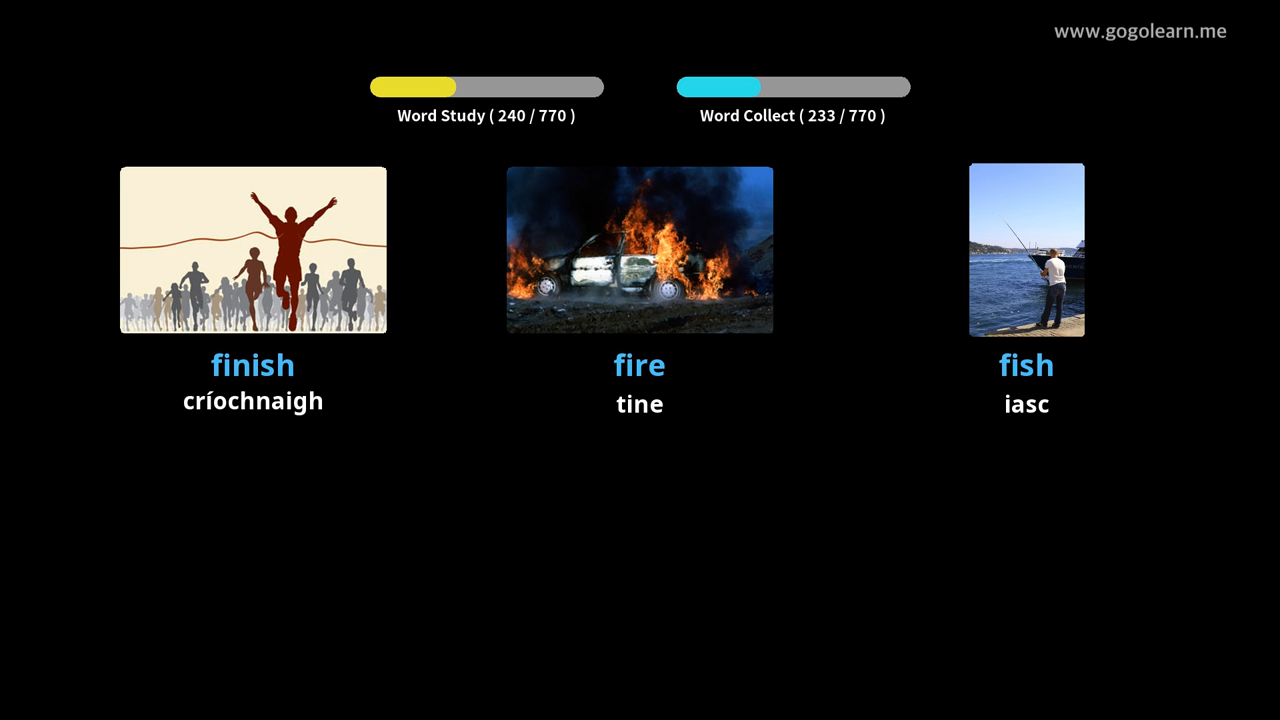 www.gogolearn.me
Word Study ( 240 / 770 )
Word Collect ( 233 / 770 )
finish
críochnaigh
fire
tine
fish
iasc